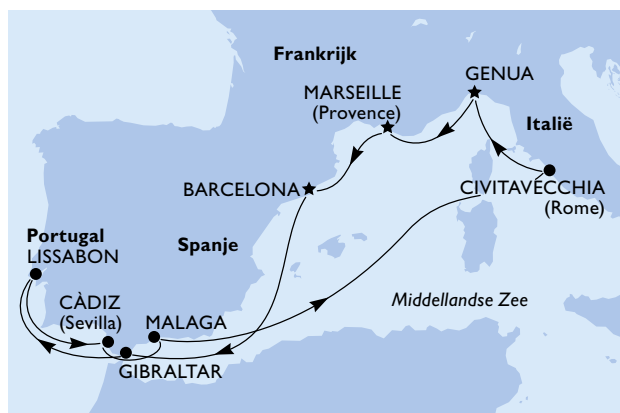 Frankrijk
GENUA
MARSEILLE
(Provence)
Italië
BARCELONA
CIVITAVECCHIA
(Rome)
Portugal
LISSABON
Spanje
CÀDIZ
(Sevilla)
MALAGA
Middellandse Zee
GIBRALTAR